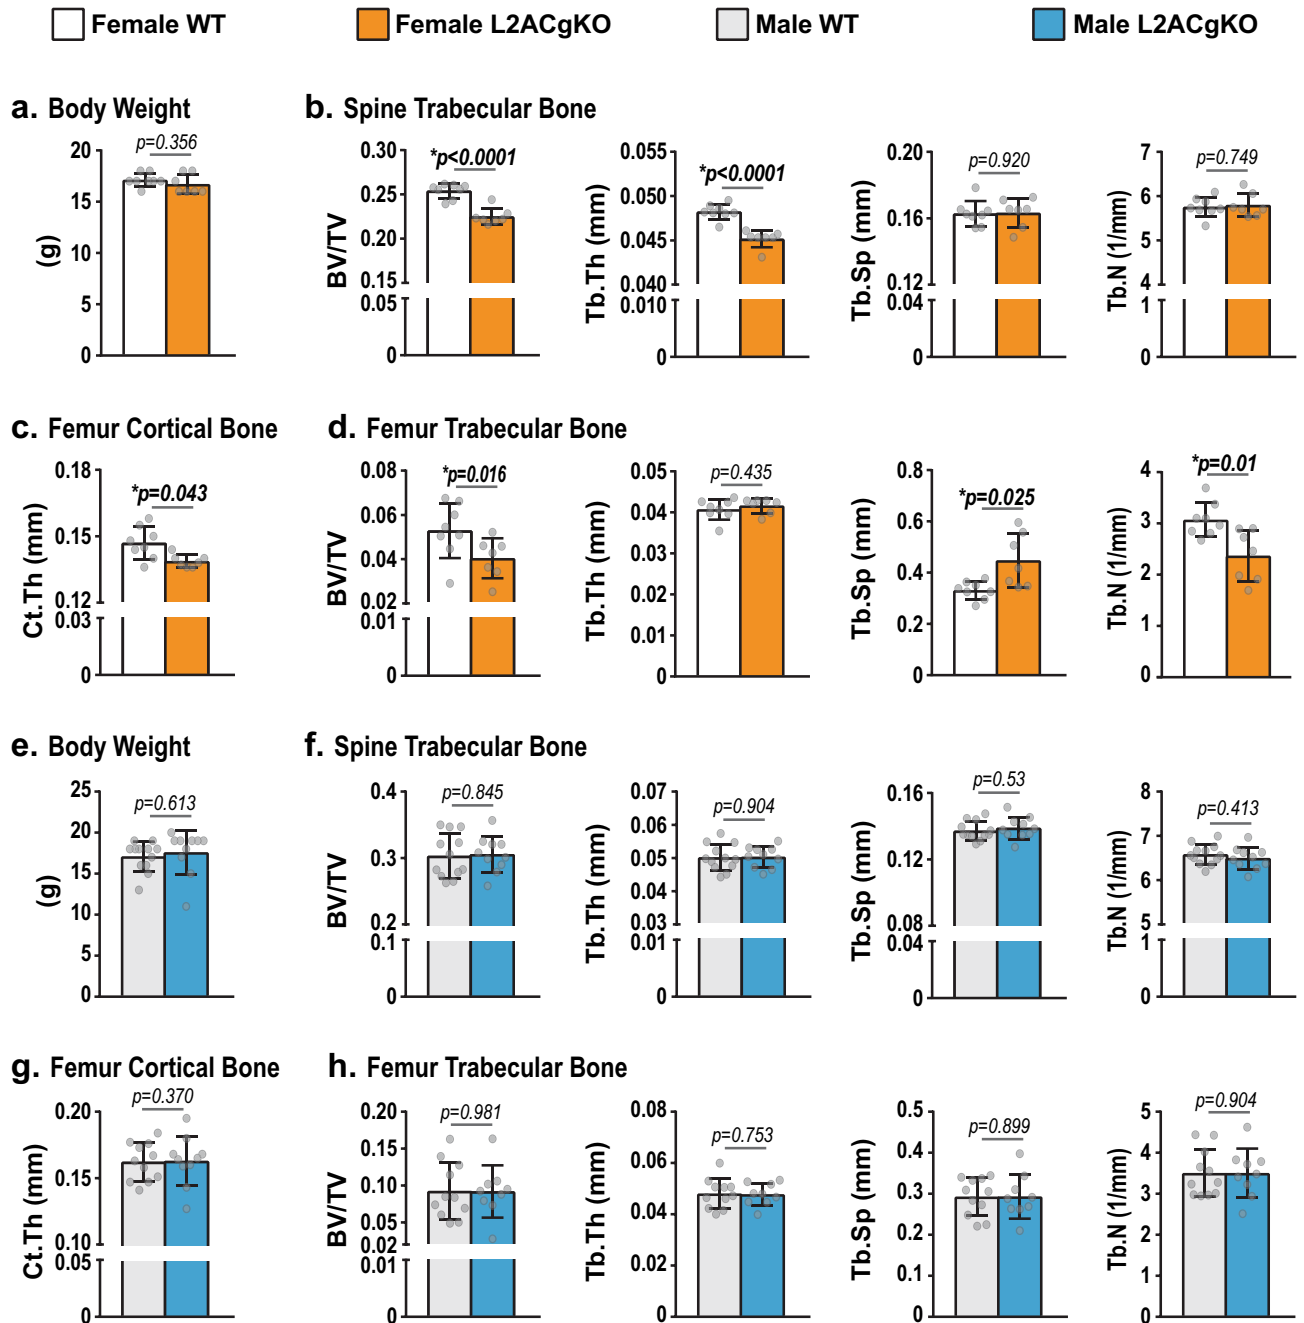 Female WT Female L2ACgKO Male WT Male L2ACgKO
a. Body Weight
(g)
20
15
10
5
0
p=0.356
b. Spine Trabecular Bone
BV/TV
0.30
0.25
0.20
0.15
0.05
0
*p<0.0001
Tb.Th (mm)
0.055
0.050
0.045
0.040
0.010
0
*p<0.0001
Tb.Sp (mm)
0.20
0.16
0.12
0.04
0
p=0.920
Tb.N (1/mm)
7
6
5
4
1
0
p=0.749
c. Femur Cortical Bone
Ct.Th (mm)
0.18
0.15
0.12
0.03
0
*p=0.043
d. Femur Trabecular Bone
BV/TV
0.08
0.06
0.04
0.02
0.01
0
*p=0.016
Tb.Th (mm)
0.05
0.04
0.03
0.02
0.01
0
p=0.435
Tb.Sp (mm)
0.8
0.6
0.4
0.2
0
*p=0.025
Tb.N (1/mm)
4
3
2
1
0
*p=0.01
e. Body Weight
(g)
25
20
15
10
5
0
p=0.613
f. Spine Trabecular Bone
BV/TV
0.4
0.3
0.2
0.1
0
p=0.845
Tb.Th (mm)
0.07
0.06
0.05
0.04
0.03
0.01
0
p=0.904
Tb.Sp (mm)
0.16
0.12
0.08
0.04
0
p=0.53
Tb.N (1/mm)
8
7
6
5
1
0
p=0.413
g. Femur Cortical Bone
Ct.Th (mm)
0.20
0.15
0.10
0.05
0
p=0.370
h. Femur Trabecular Bone
BV/TV
0.20
0.15
0.10
0.05
0.02
0.01
0
p=0.981
Tb.Th (mm)
0.08
0.06
0.04
0.02
0
p=0.753
Tb.Sp (mm)
0.5
0.4
0.3
0.2
0.1
0
p=0.899
Tb.N (1/mm)
5
4
3
2
1
0
p=0.904